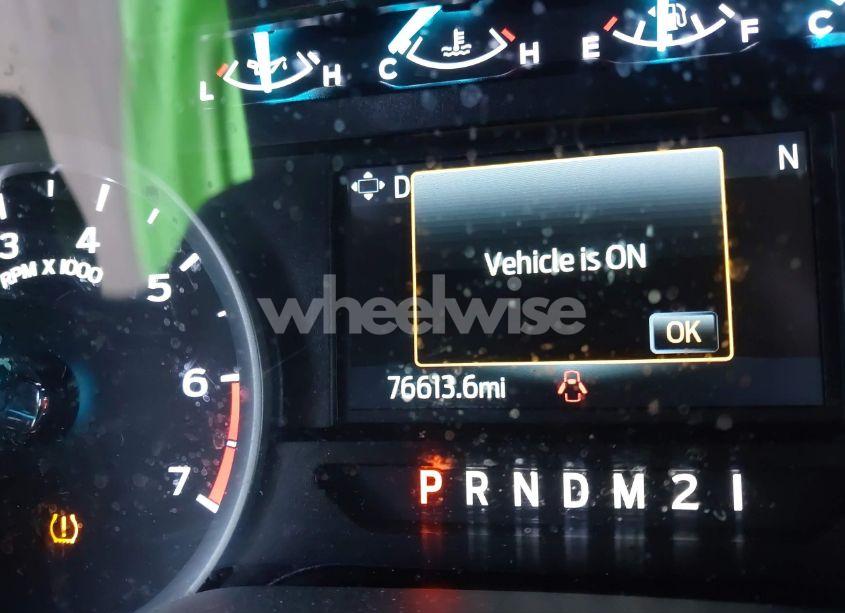 L H C H E F C
D N
3 4 5 6 7
RPM X 1000
Vehicle is ON
OK
wheelwise
76613.6mi
P R N D M 2 1